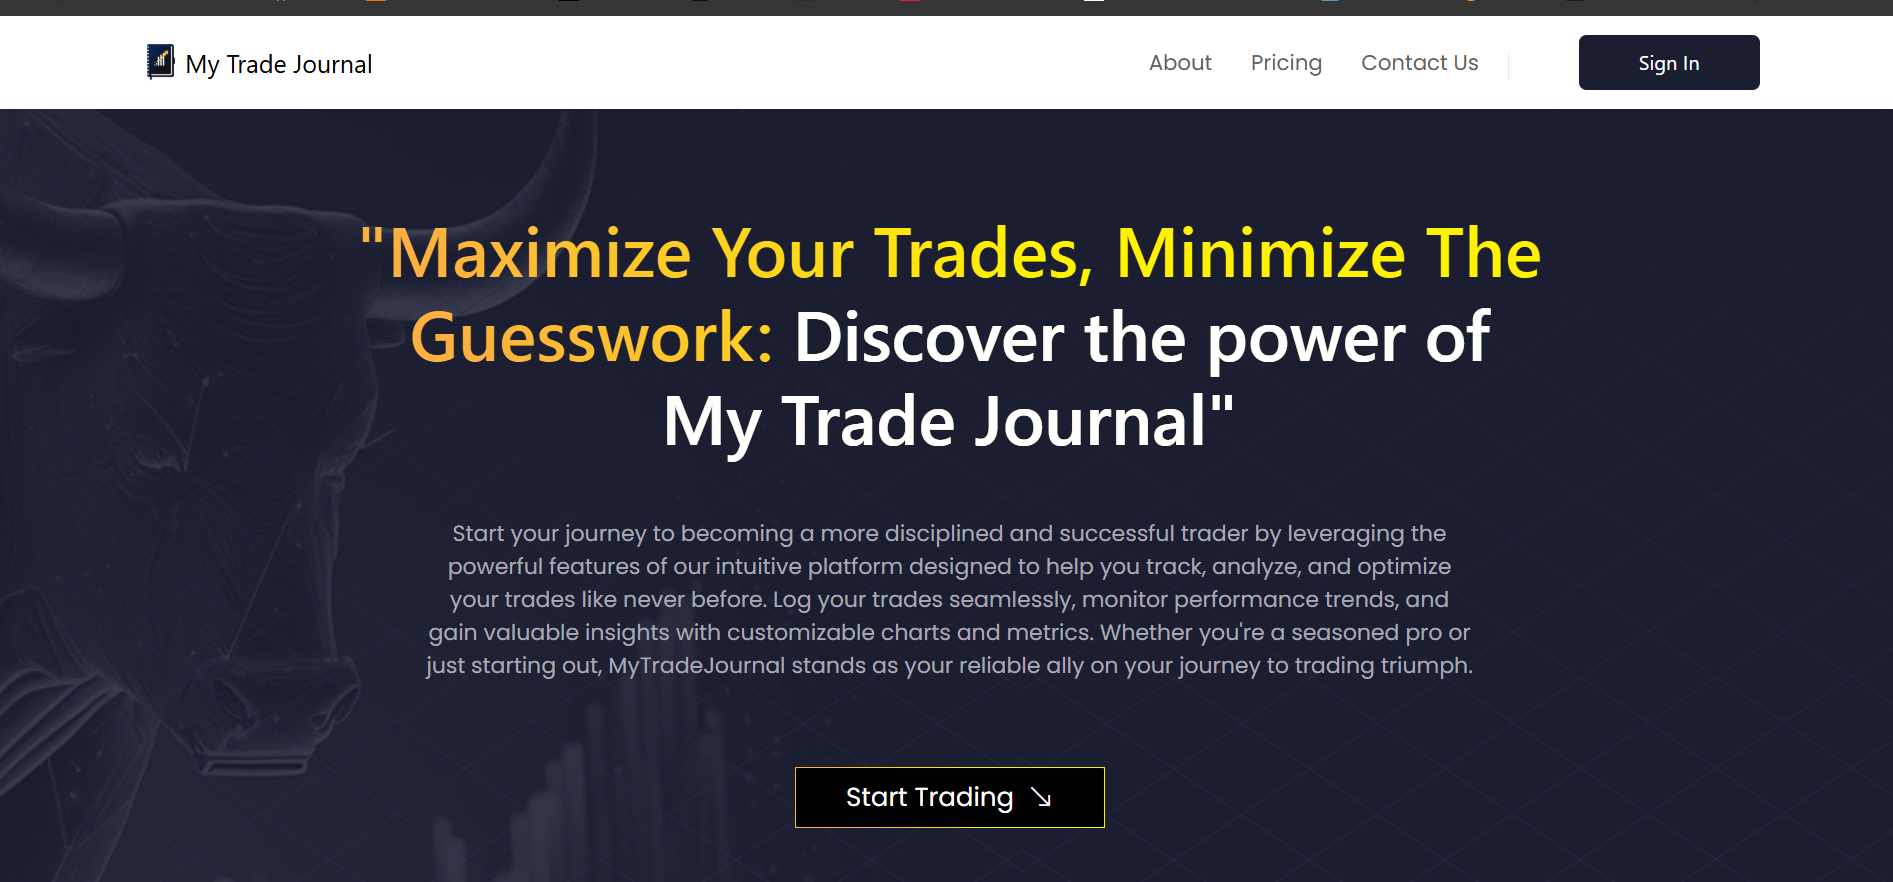 My Trade Journal
About
Pricing
Contact Us
Sign In
"Maximize Your Trades, Minimize The
Guesswork: Discover the power of
My Trade Journal"
Start your journey to becoming a more disciplined and successful trader by leveraging the
powerful features of our intuitive platform designed to help you track, analyze, and optimize
your trades like never before. Log your trades seamlessly, monitor performance trends, and
gain valuable insights with customizable charts and metrics. Whether you're a seasoned pro or
just starting out, MyTradeJournal stands as your reliable ally on your journey to trading triumph.
Start Trading